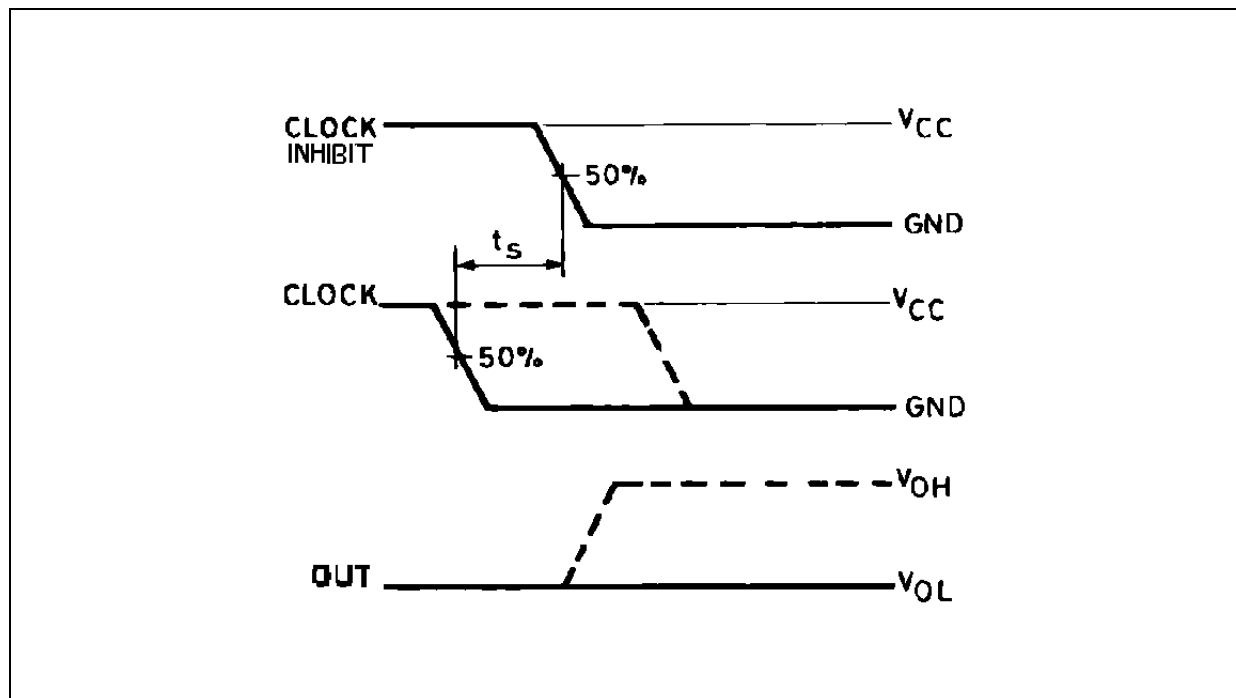 CLOCK
INHIBIT
VCC
50%
GND
ts
CLOCK
VCC
50%
GND
VOH
OUT
VOL